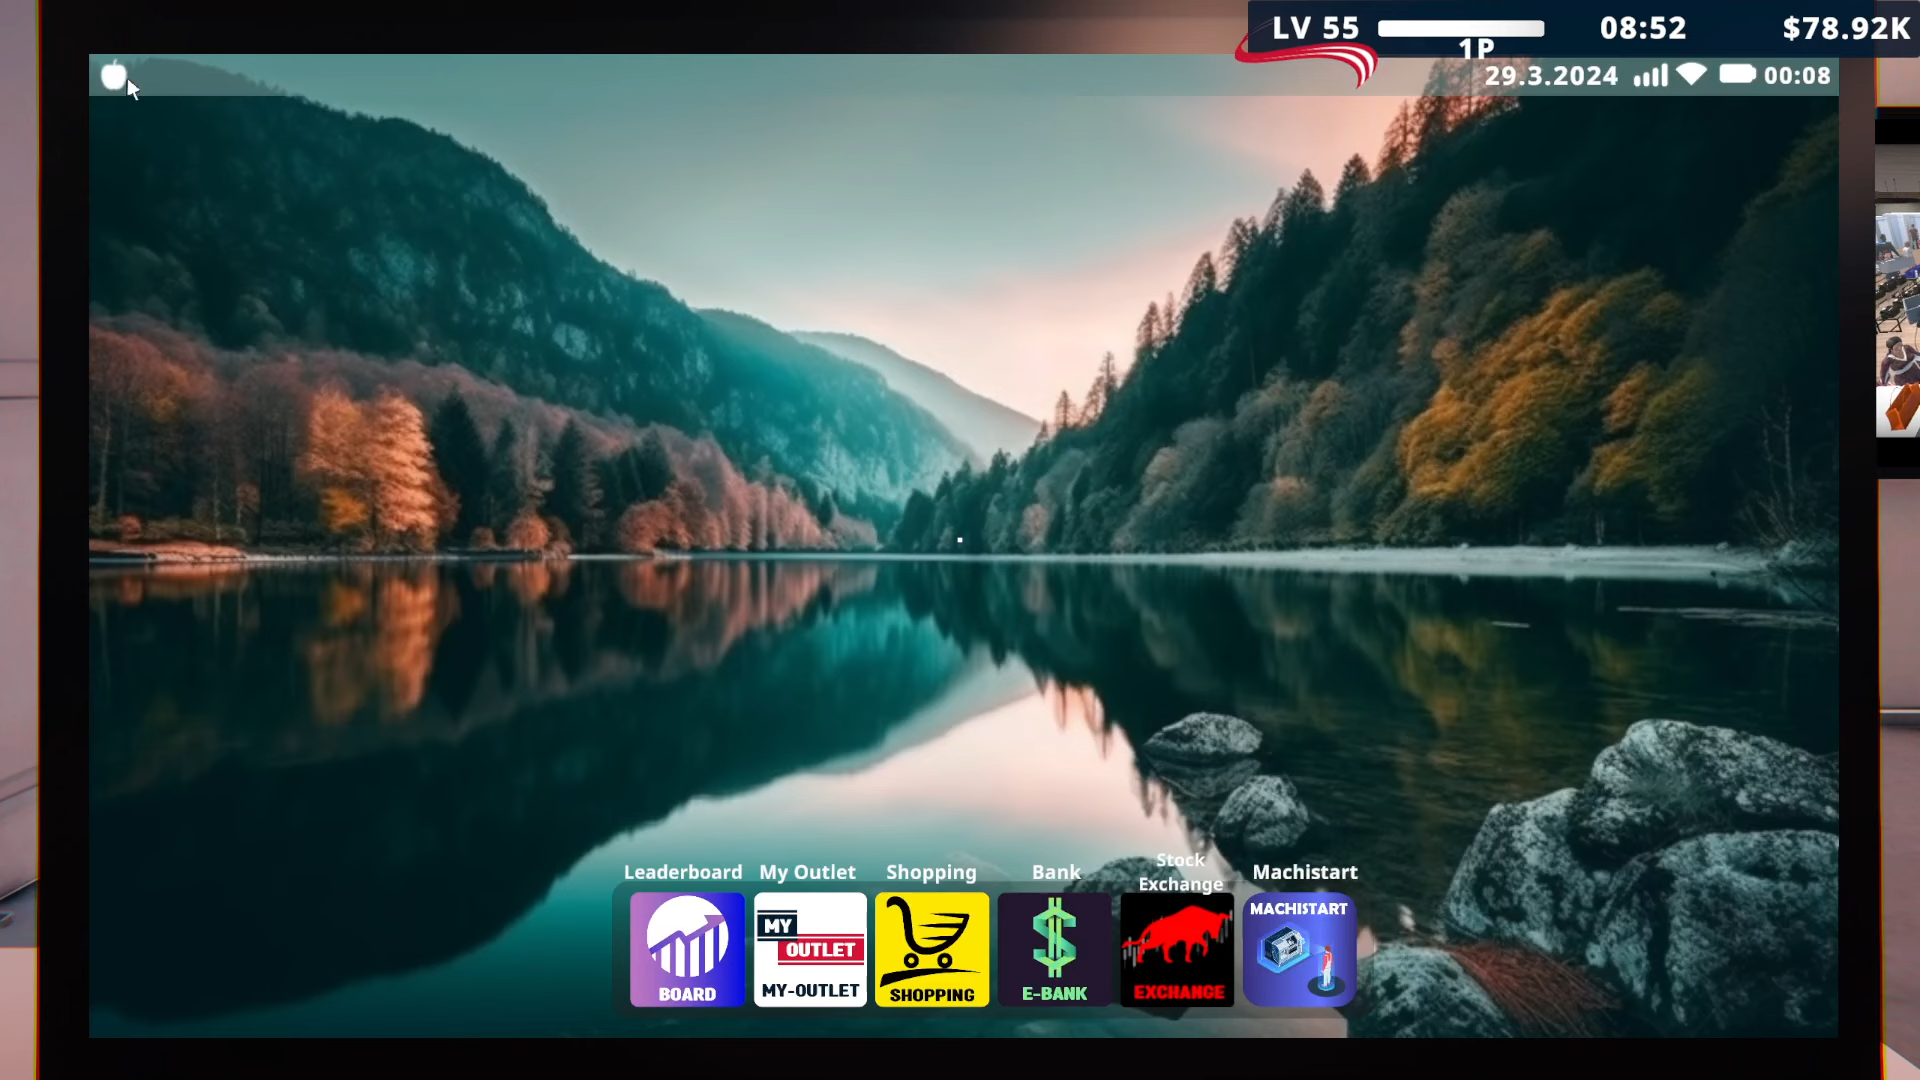 LV 55
08:52
$78.92K
1P
29.3.2024
00:08
Leaderboard
My Outlet
Shopping
Bank
Stock
Exchange
Machistart
BOARD
MY
OUTLET
MY-OUTLET
SHOPPING
E-BANK
EXCHANGE
MACHISTART